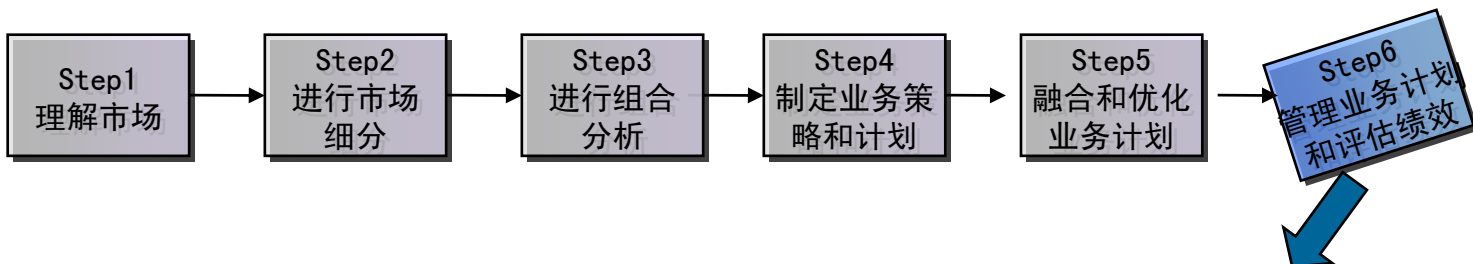 Step1
理解市场
Step2
进行市场
细分
Step3
进行组合
分析
Step4
制定业务策
略和计划
Step5
融合和优化
业务计划
Step6
管理业务计划
和评估绩效